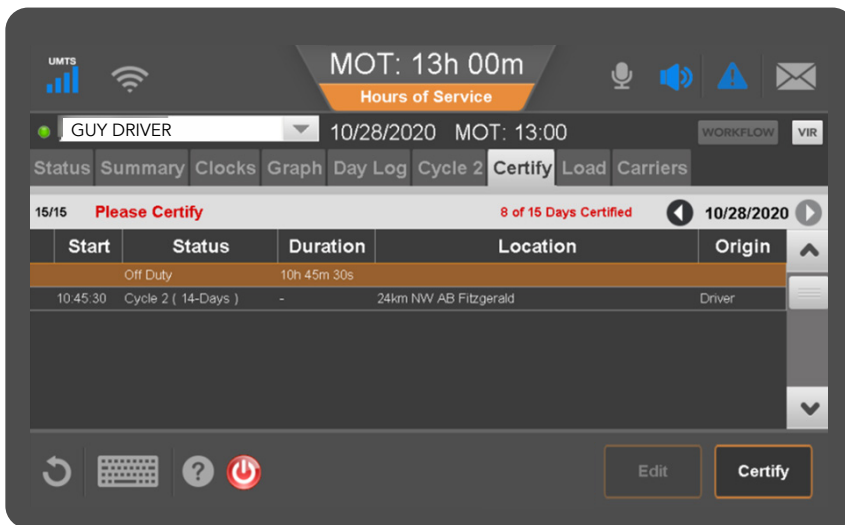 UMTS
MOT: 13h 00m
Hours of Service
GUY DRIVER 10/28/2020 MOT: 13:00 WORKFLOW VIR
Status Summary Clocks Graph Day Log Cycle 2 Certify Load Carriers
15/15 Please Certify 8 of 15 Days Certified 10/28/2020
Start Status Duration Location Origin
Off Duty 10h 45m 30s
10:45:30 Cycle 2 ( 14-Days ) - 24km NW AB Fitzgerald Driver
? Edit Certify